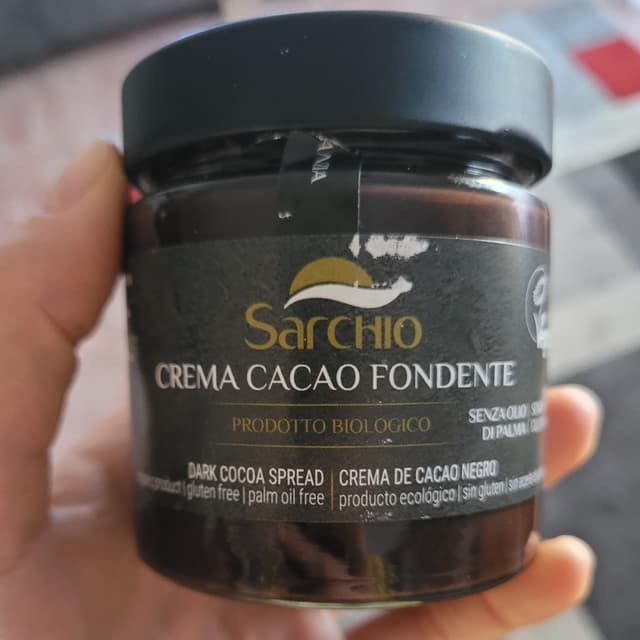 Sarchio
CREMA CACAO FONDENTE
PRODOTTO BIOLOGICO
SENZA OLIO
DI PALMA
DARK COCOA SPREAD
product | gluten free | palm oil free
CREMA DE CACAO NEGRO
producto ecológico | sin gluten |